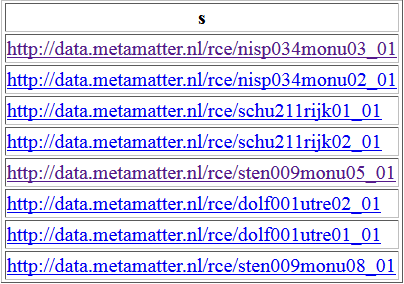 s
http://data.metamatter.nl/rce/nisp034monu03_01
http://data.metamatter.nl/rce/nisp034monu02_01
http://data.metamatter.nl/rce/schu211rijk01_01
http://data.metamatter.nl/rce/schu211rijk02_01
http://data.metamatter.nl/rce/sten009monu05_01
http://data.metamatter.nl/rce/dolf001utre02_01
http://data.metamatter.nl/rce/dolf001utre01_01
http://data.metamatter.nl/rce/sten009monu08_01